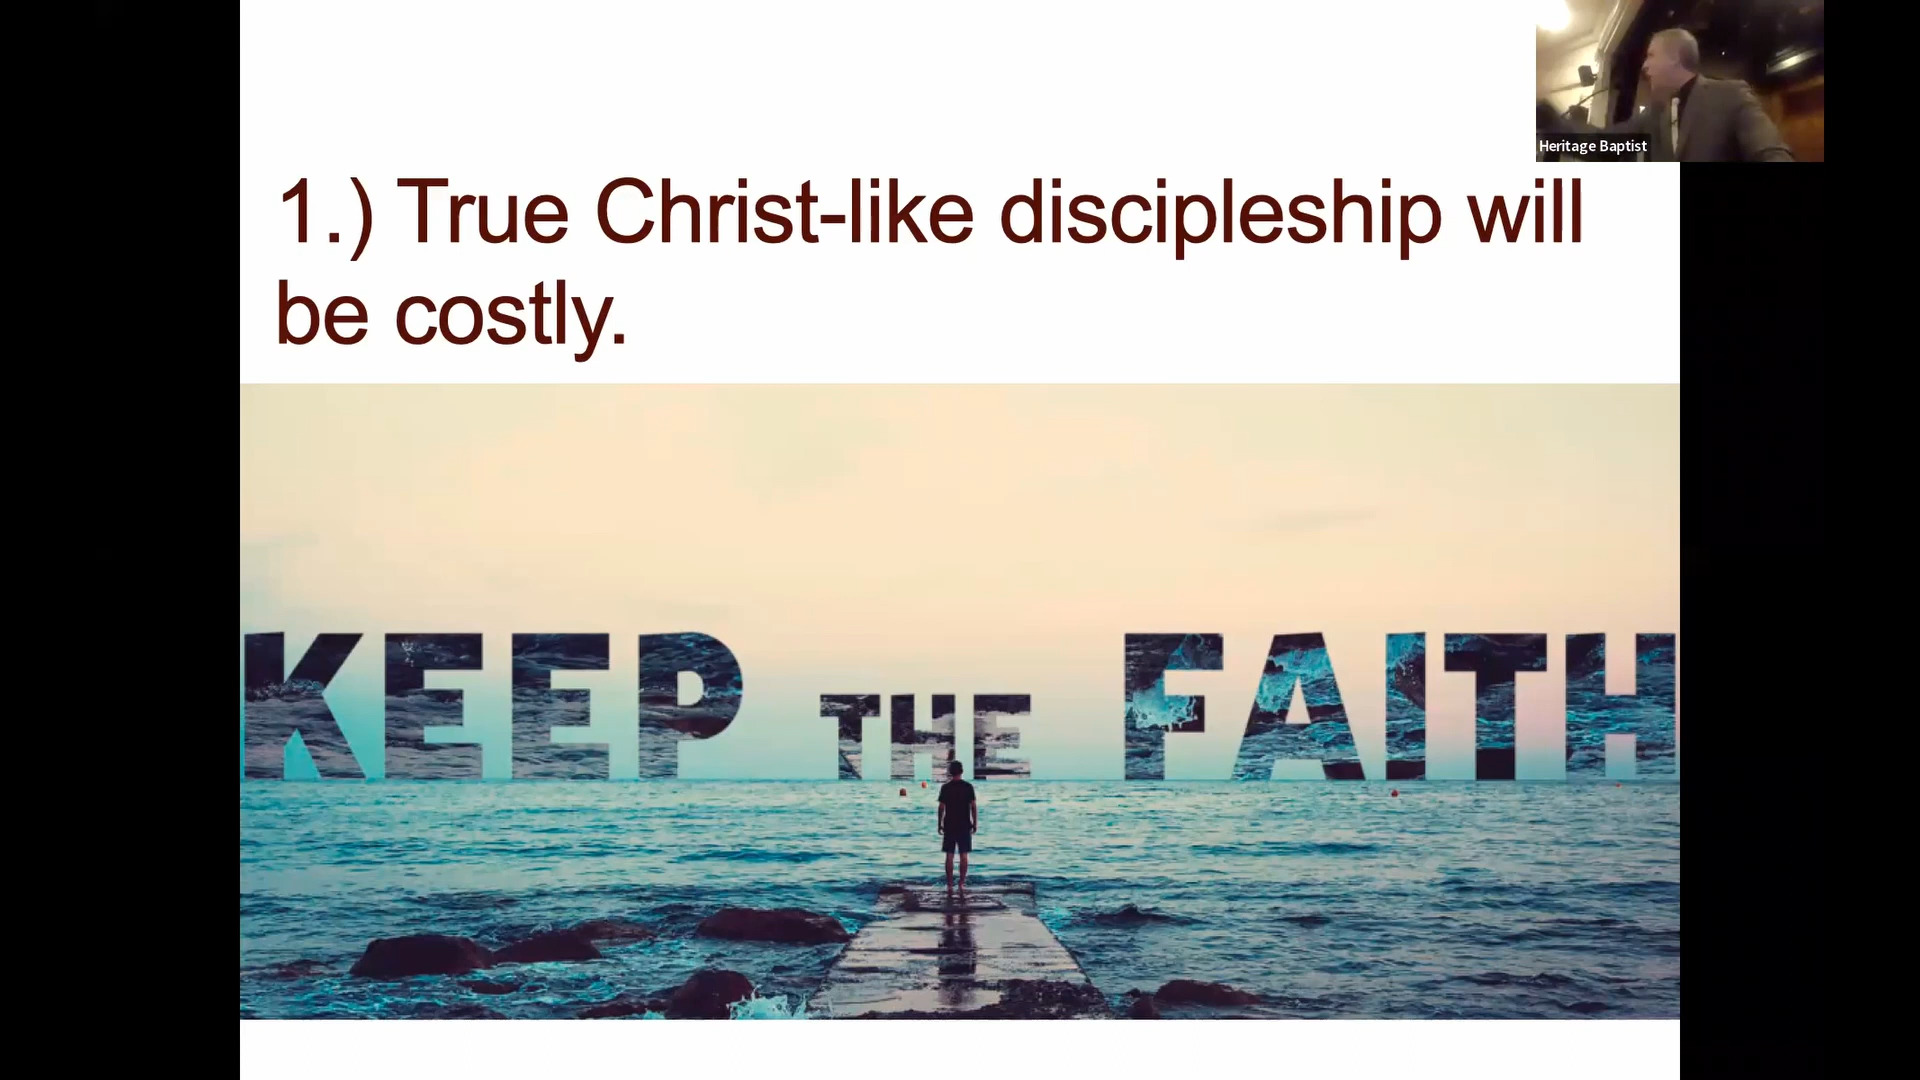 Heritage Baptist
1.) True Christ-like discipleship will
be costly.
KEEP THE FAITH